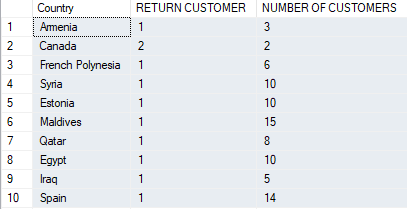 Country RETURN CUSTOMER NUMBER OF CUSTOMERS
1 Armenia 1 3
2 Canada 2 2
3 French Polynesia 1 6
4 Syria 1 10
5 Estonia 1 10
6 Maldives 1 15
7 Qatar 1 8
8 Egypt 1 10
9 Iraq 1 5
10 Spain 1 14